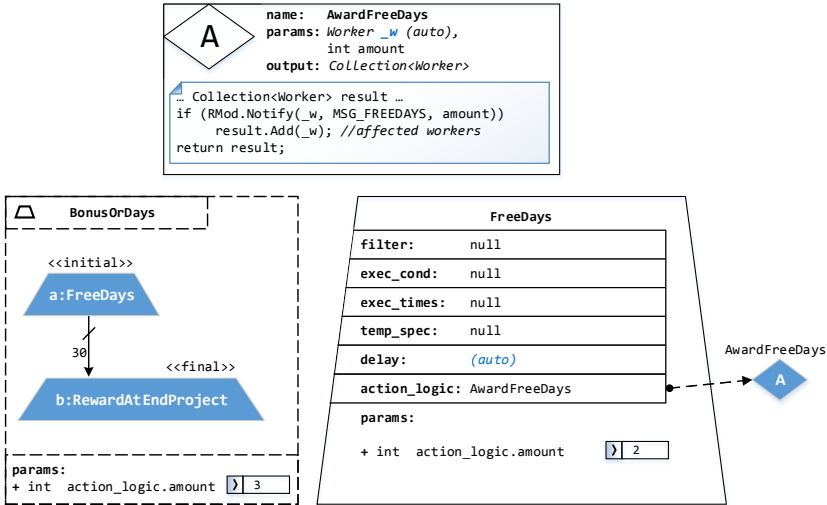 A
name: AwardFreeDays
params: Worker _w (auto),
int amount
output: Collection<Worker>
… Collection<Worker> result …
if (RMod.Notify(_w, MSG_FREEDAYS, amount))
result.Add(_w); //affected workers
return result;
BonusOrDays
<<initial>>
a:FreeDays
30
<<final>>
b:RewardAtEndProject
params:
+ int action_logic.amount 3
FreeDays
filter: null
exec_cond: null
exec_times: null
temp_spec: null
delay: (auto)
action_logic: AwardFreeDays
params:
+ int action_logic.amount 2
AwardFreeDays
A